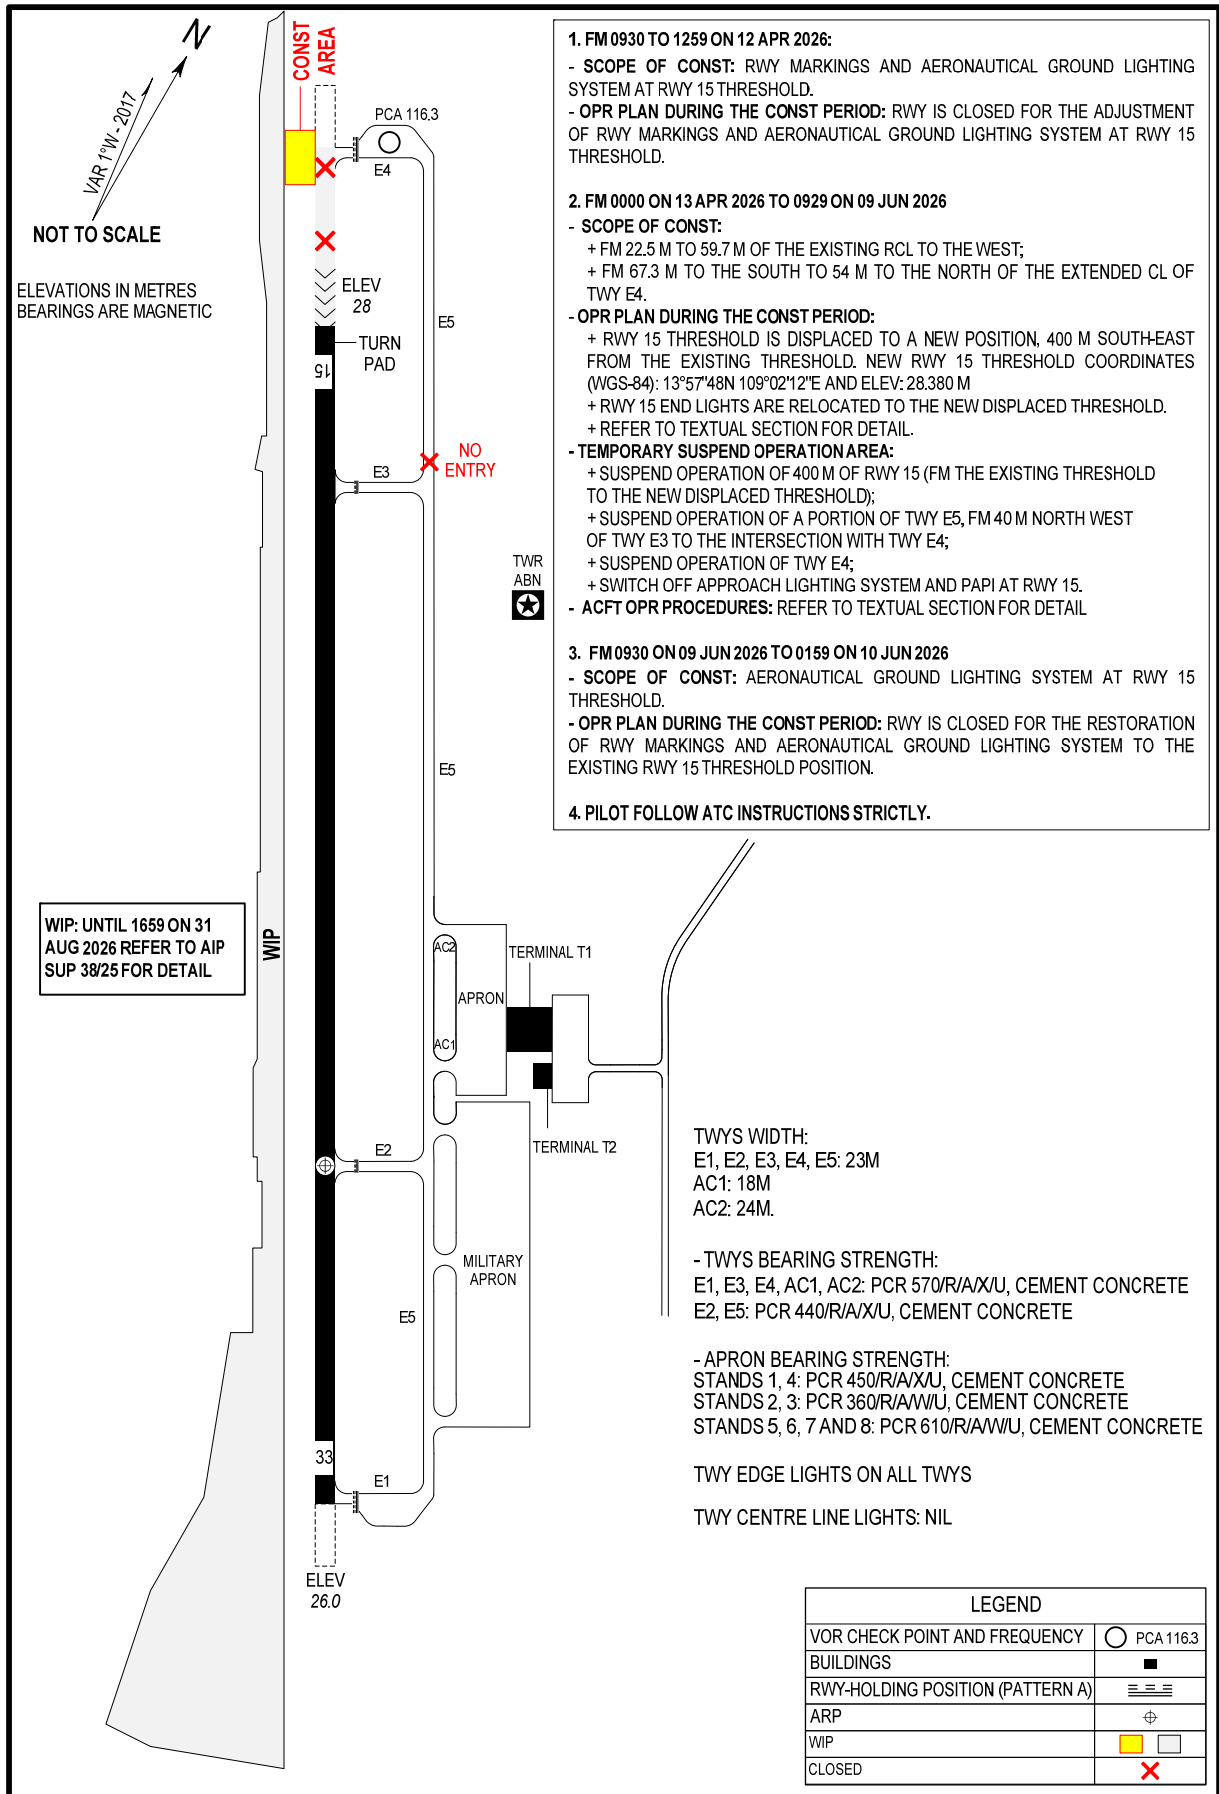 N
VAR 1°W - 2017
NOT TO SCALE
ELEVATIONS IN METRES
BEARINGS ARE MAGNETIC
CONST
AREA
PCA 116.3
E4
ELEV
28
TURN
PAD
15
E5
NO
ENTRY
E3
TWR
ABN
1. FM 0930 TO 1259 ON 12 APR 2026:
- SCOPE OF CONST: RWY MARKINGS AND AERONAUTICAL GROUND LIGHTING
SYSTEM AT RWY 15 THRESHOLD.
- OPR PLAN DURING THE CONST PERIOD: RWY IS CLOSED FOR THE ADJUSTMENT
OF RWY MARKINGS AND AERONAUTICAL GROUND LIGHTING SYSTEM AT RWY 15
THRESHOLD.
2. FM 0000 ON 13 APR 2026 TO 0929 ON 09 JUN 2026
- SCOPE OF CONST:
+ FM 22.5 M TO 59.7 M OF THE EXISTING RCL TO THE WEST;
+ FM 67.3 M TO THE SOUTH TO 54 M TO THE NORTH OF THE EXTENDED CL OF
TWY E4.
- OPR PLAN DURING THE CONST PERIOD:
+ RWY 15 THRESHOLD IS DISPLACED TO A NEW POSITION, 400 M SOUTH-EAST
FROM THE EXISTING THRESHOLD. NEW RWY 15 THRESHOLD COORDINATES
(WGS-84): 13°57'48N 109°02'12"E AND ELEV: 28.380 M
+ RWY 15 END LIGHTS ARE RELOCATED TO THE NEW DISPLACED THRESHOLD.
+ REFER TO TEXTUAL SECTION FOR DETAIL.
- TEMPORARY SUSPEND OPERATION AREA:
+ SUSPEND OPERATION OF 400 M OF RWY 15 (FM THE EXISTING THRESHOLD
TO THE NEW DISPLACED THRESHOLD);
+ SUSPEND OPERATION OF A PORTION OF TWY E5, FM 40 M NORTH WEST
OF TWY E3 TO THE INTERSECTION WITH TWY E4;
+ SUSPEND OPERATION OF TWY E4;
+ SWITCH OFF APPROACH LIGHTING SYSTEM AND PAPI AT RWY 15.
- ACFT OPR PROCEDURES: REFER TO TEXTUAL SECTION FOR DETAIL
3. FM 0930 ON 09 JUN 2026 TO 0159 ON 10 JUN 2026
- SCOPE OF CONST: AERONAUTICAL GROUND LIGHTING SYSTEM AT RWY 15
THRESHOLD.
- OPR PLAN DURING THE CONST PERIOD: RWY IS CLOSED FOR THE RESTORATION
OF RWY MARKINGS AND AERONAUTICAL GROUND LIGHTING SYSTEM TO THE
EXISTING RWY 15 THRESHOLD POSITION.
4. PILOT FOLLOW ATC INSTRUCTIONS STRICTLY.
E5
WIP: UNTIL 1659 ON 31
AUG 2026 REFER TO AIP
SUP 38/25 FOR DETAIL
WIP
AC2
TERMINAL T1
APRON
AC1
TERMINAL T2
E2
MILITARY
APRON
E5
33
E1
ELEV
26.0
TWYS WIDTH:
E1, E2, E3, E4, E5: 23M
AC1: 18M
AC2: 24M.
- TWYS BEARING STRENGTH:
E1, E3, E4, AC1, AC2: PCR 570/R/A/X/U, CEMENT CONCRETE
E2, E5: PCR 440/R/A/X/U, CEMENT CONCRETE
- APRON BEARING STRENGTH:
STANDS 1, 4: PCR 450/R/A/X/U, CEMENT CONCRETE
STANDS 2, 3: PCR 360/R/A/W/U, CEMENT CONCRETE
STANDS 5, 6, 7 AND 8: PCR 610/R/A/W/U, CEMENT CONCRETE
TWY EDGE LIGHTS ON ALL TWYS
TWY CENTRE LINE LIGHTS: NIL
LEGEND
VOR CHECK POINT AND FREQUENCY PCA 116.3
BUILDINGS
RWY-HOLDING POSITION (PATTERN A)
ARP
WIP
CLOSED